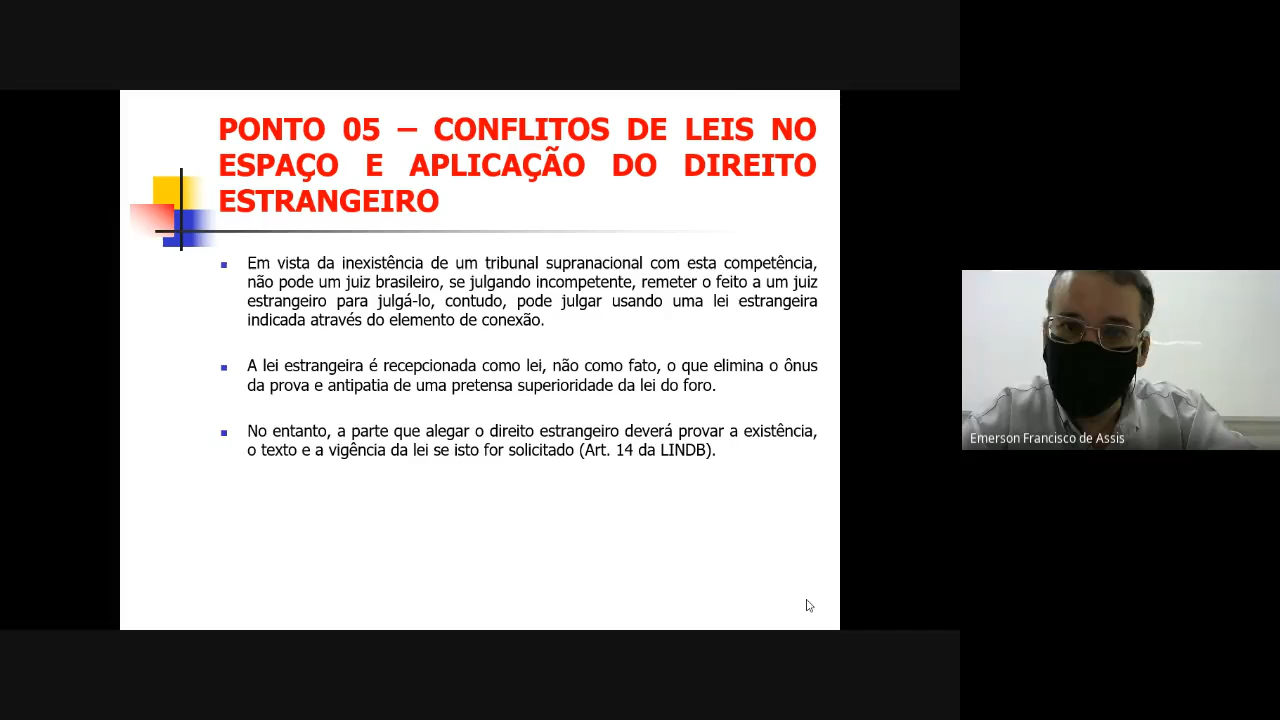 PONTO 05 – CONFLITOS DE LEIS NO
ESPAÇO E APLICAÇÃO DO DIREITO
ESTRANGEIRO
Em vista da inexistência de um tribunal supranacional com esta competência,
não pode um juiz brasileiro, se julgando incompetente, remeter o feito a um juiz
estrangeiro para julgá-lo, contudo, pode julgar usando uma lei estrangeira
indicada através do elemento de conexão.
A lei estrangeira é recepcionada como lei, não como fato, o que elimina o ônus
da prova e antipatia de uma pretensa superioridade da lei do foro.
No entanto, a parte que alegar o direito estrangeiro deverá provar a existência,
o texto e a vigência da lei se isto for solicitado (Art. 14 da LINDB).
Emerson Francisco de Assis